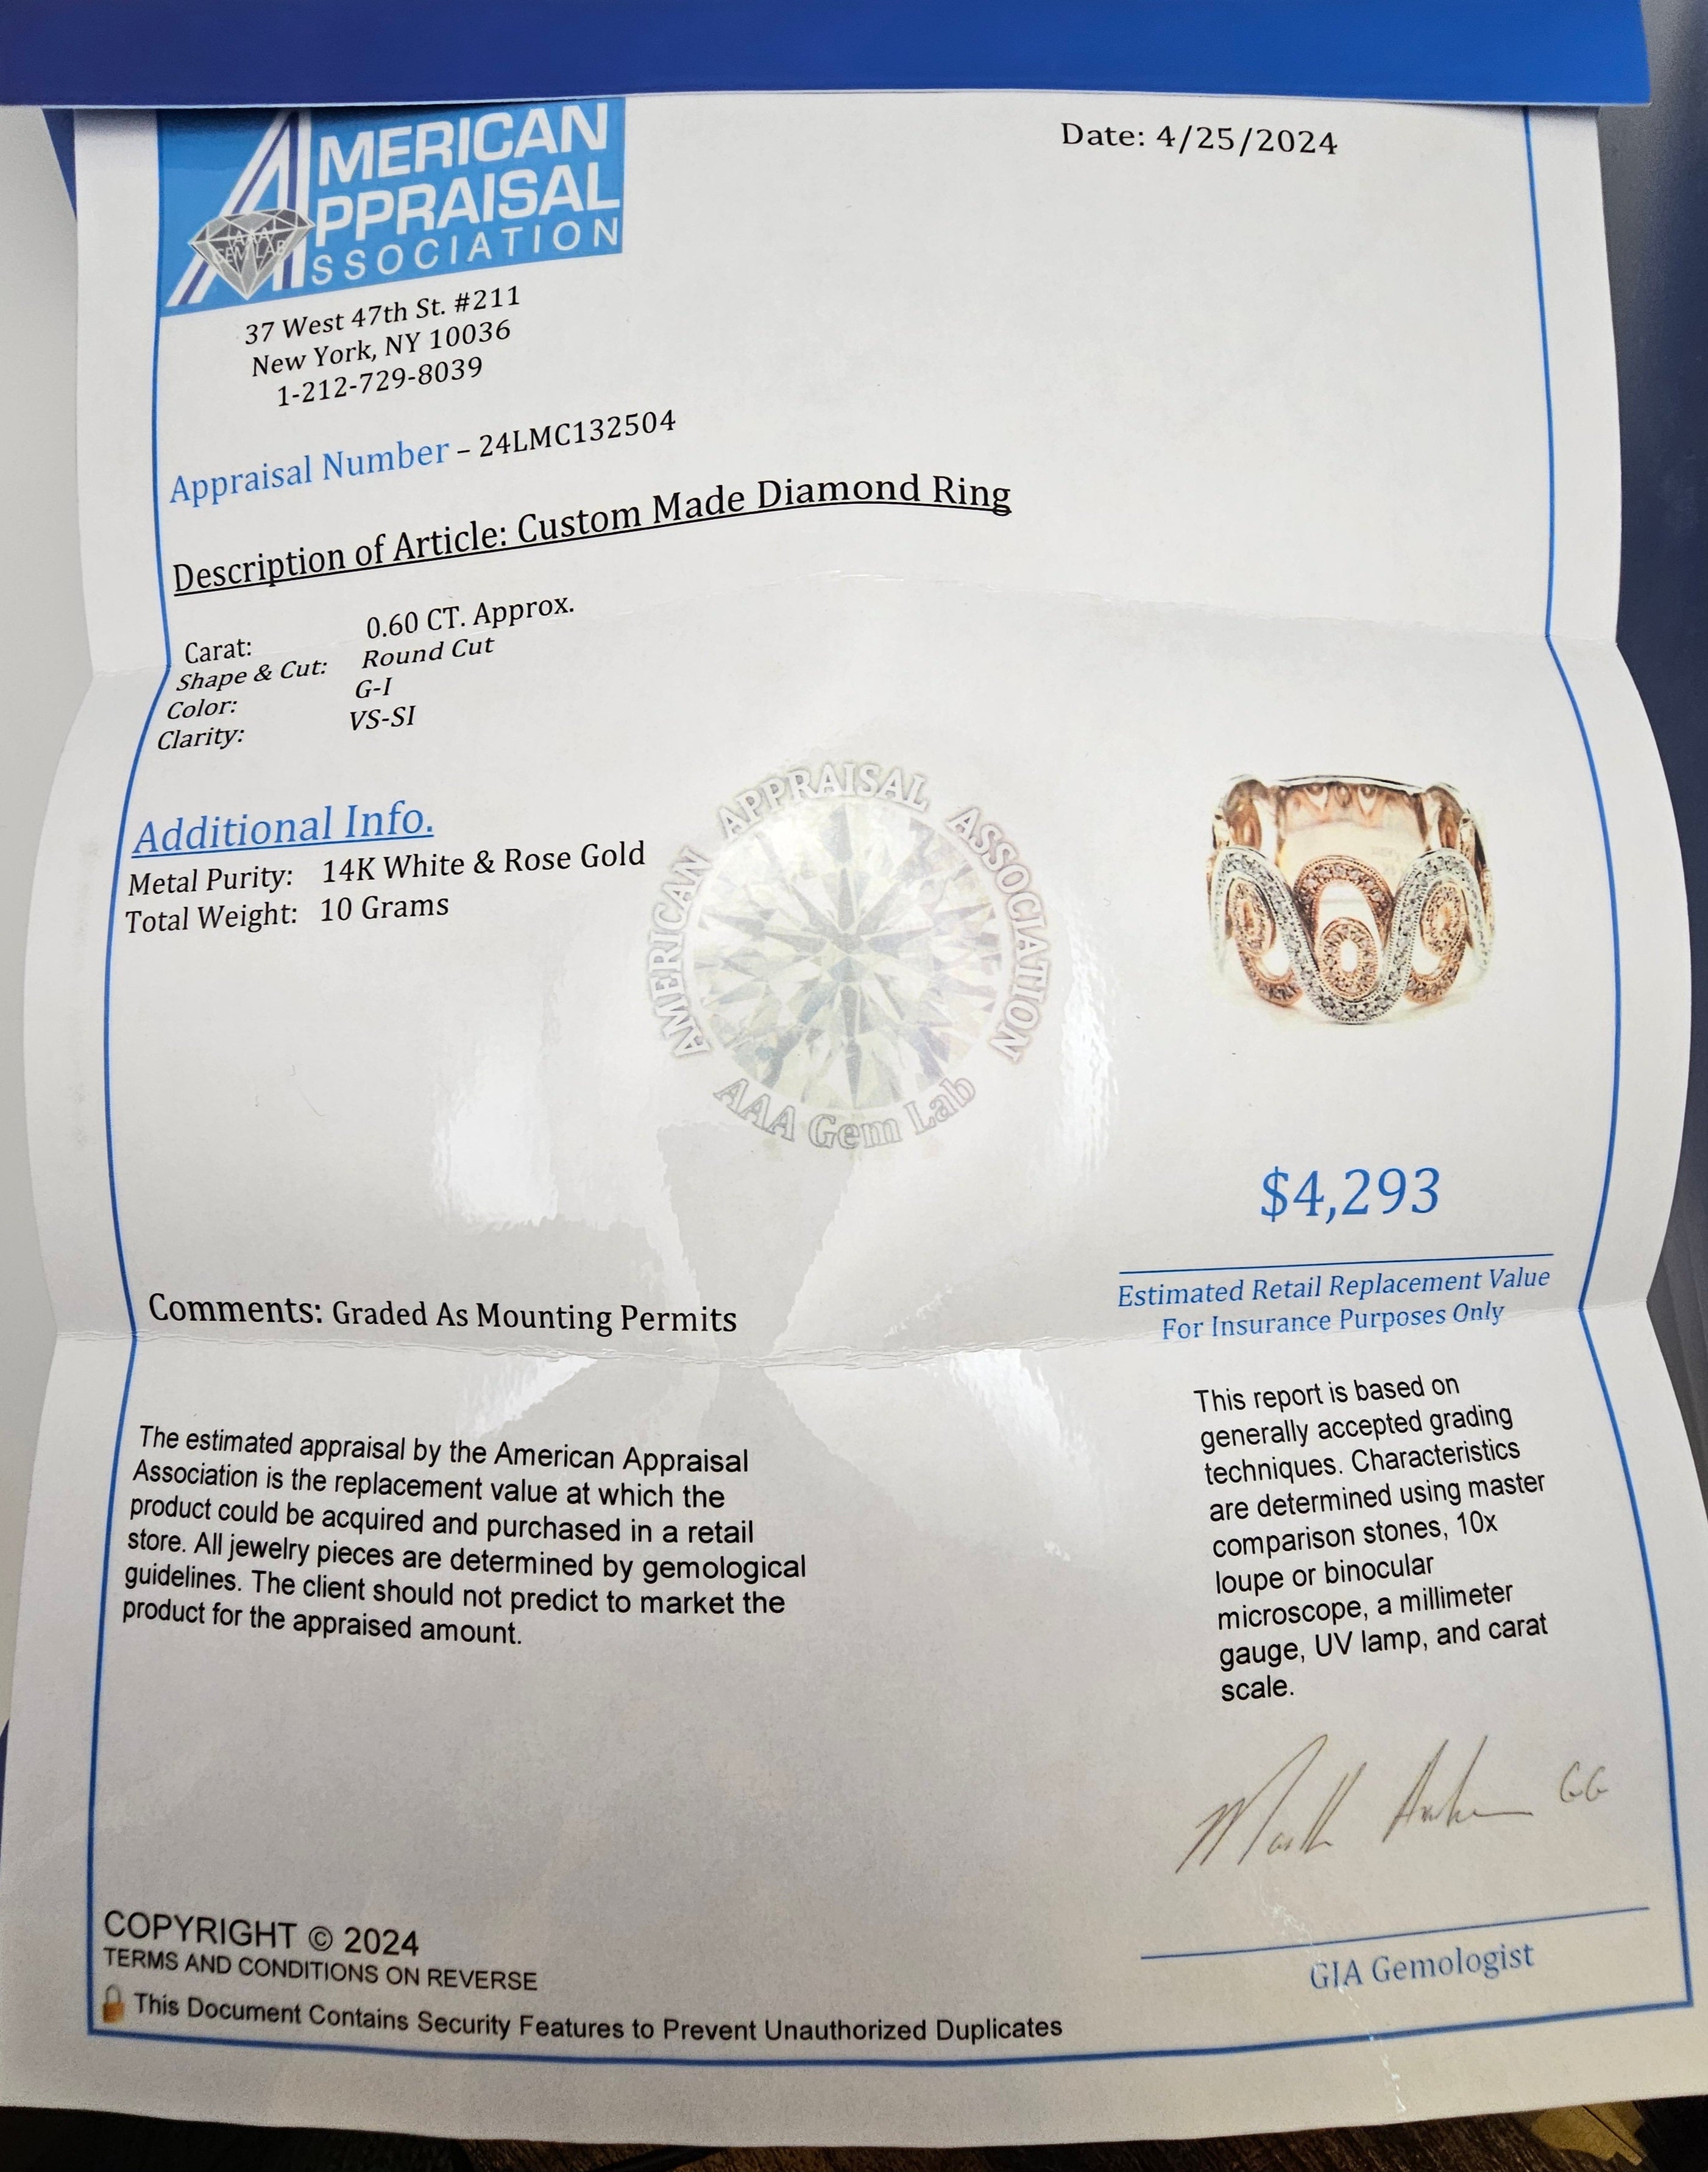 AMERICAN
APPRAISAL
ASSOCIATION
AAA
GEM LAB
Date: 4/25/2024
37 West 47th St. #211
New York, NY 10036
1-212-729-8039
Appraisal Number – 24LMC132504
Description of Article: Custom Made Diamond Ring
Carat: 0.60 CT. Approx.
Shape & Cut: Round Cut
Color: G-I
Clarity: VS-SI
Additional Info.
Metal Purity: 14K White & Rose Gold
Total Weight: 10 Grams
AMERICAN APPRAISAL ASSOCIATION
AAA Gem Lab
$4,293
Estimated Retail Replacement Value
For Insurance Purposes Only
Comments: Graded As Mounting Permits
The estimated appraisal by the American Appraisal
Association is the replacement value at which the
product could be acquired and purchased in a retail
store. All jewelry pieces are determined by gemological
guidelines. The client should not predict to market the
product for the appraised amount.
This report is based on
generally accepted grading
techniques. Characteristics
are determined using master
comparison stones, 10x
loupe or binocular
microscope, a millimeter
gauge, UV lamp, and carat
scale.
GG
GIA Gemologist
COPYRIGHT © 2024
TERMS AND CONDITIONS ON REVERSE
This Document Contains Security Features to Prevent Unauthorized Duplicates